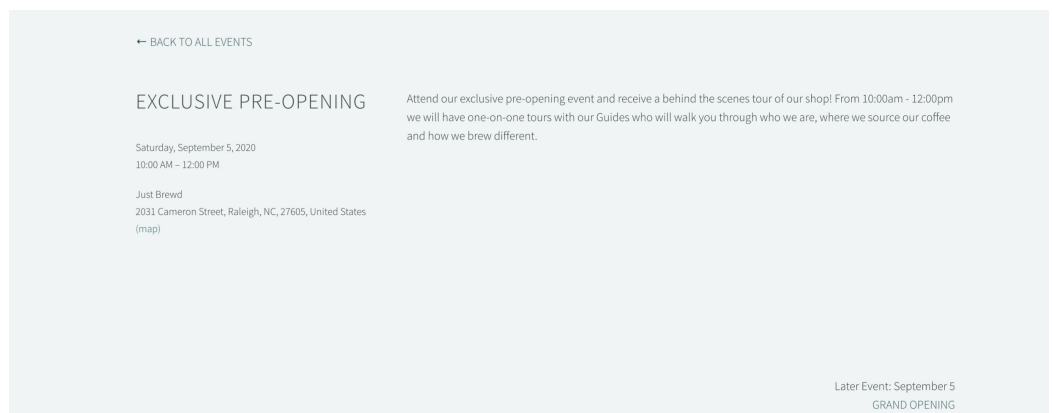 ← BACK TO ALL EVENTS
EXCLUSIVE PRE-OPENING
Saturday, September 5, 2020
10:00 AM – 12:00 PM
Just Brewd
2031 Cameron Street, Raleigh, NC, 27605, United States
(map)
Attend our exclusive pre-opening event and receive a behind the scenes tour of our shop! From 10:00am - 12:00pm
we will have one-on-one tours with our Guides who will walk you through who we are, where we source our coffee
and how we brew different.
Later Event: September 5
GRAND OPENING